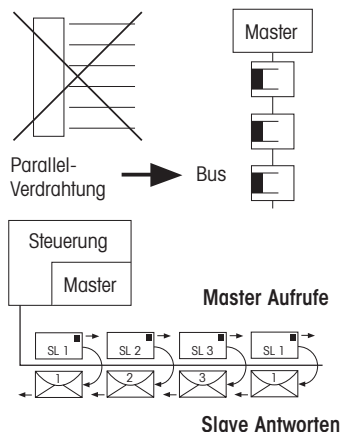 Master
Parallel-
Verdrahtung
Bus
Steuerung
Master
Master Aufrufe
SL 1
SL 2
SL 3
SL 1
1
2
3
1
Slave Antworten